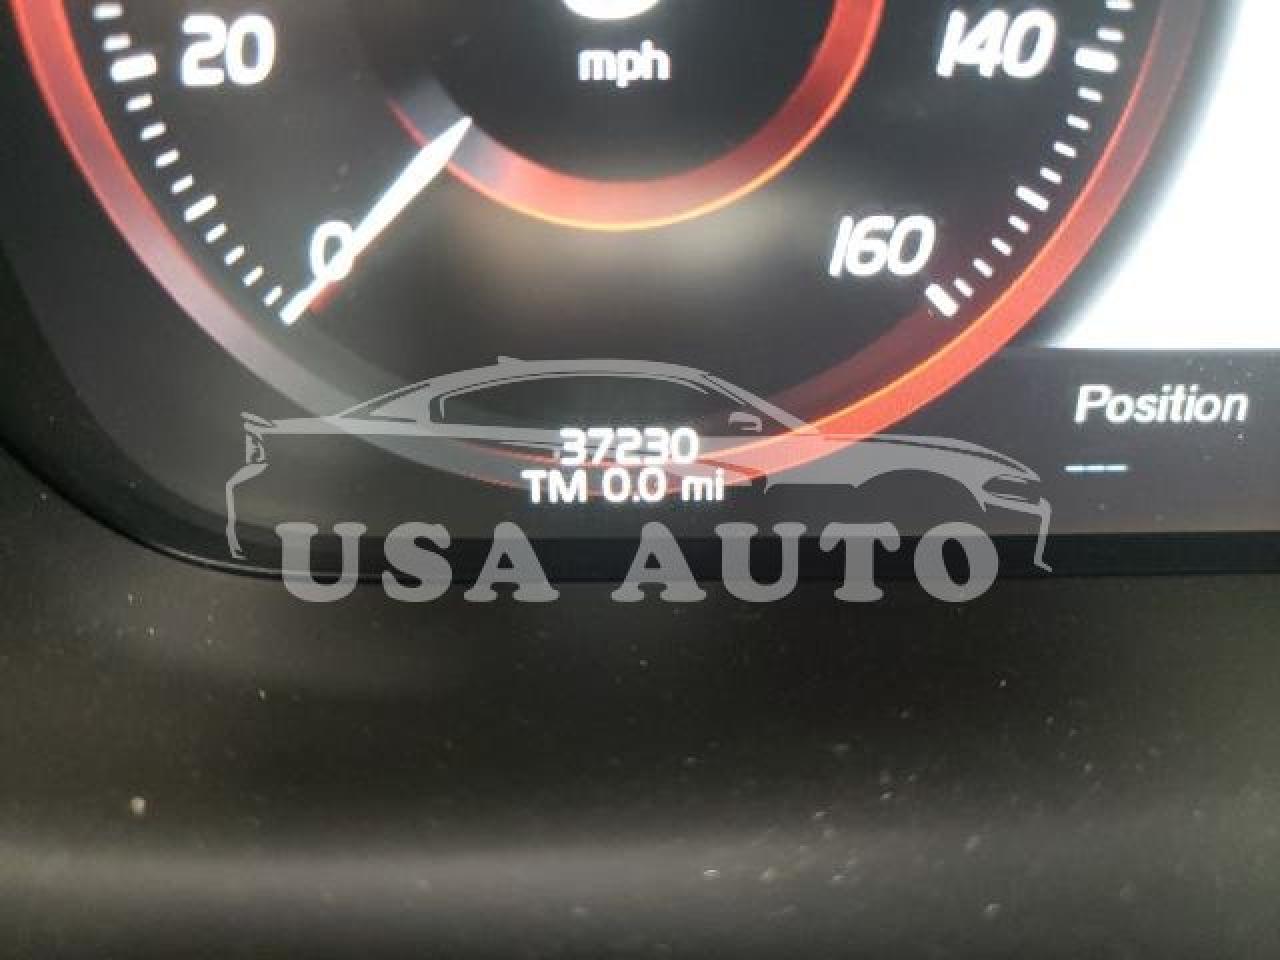 20
140
mph
0
160
Position
---
37230
TM 0.0 mi
USA AUTO